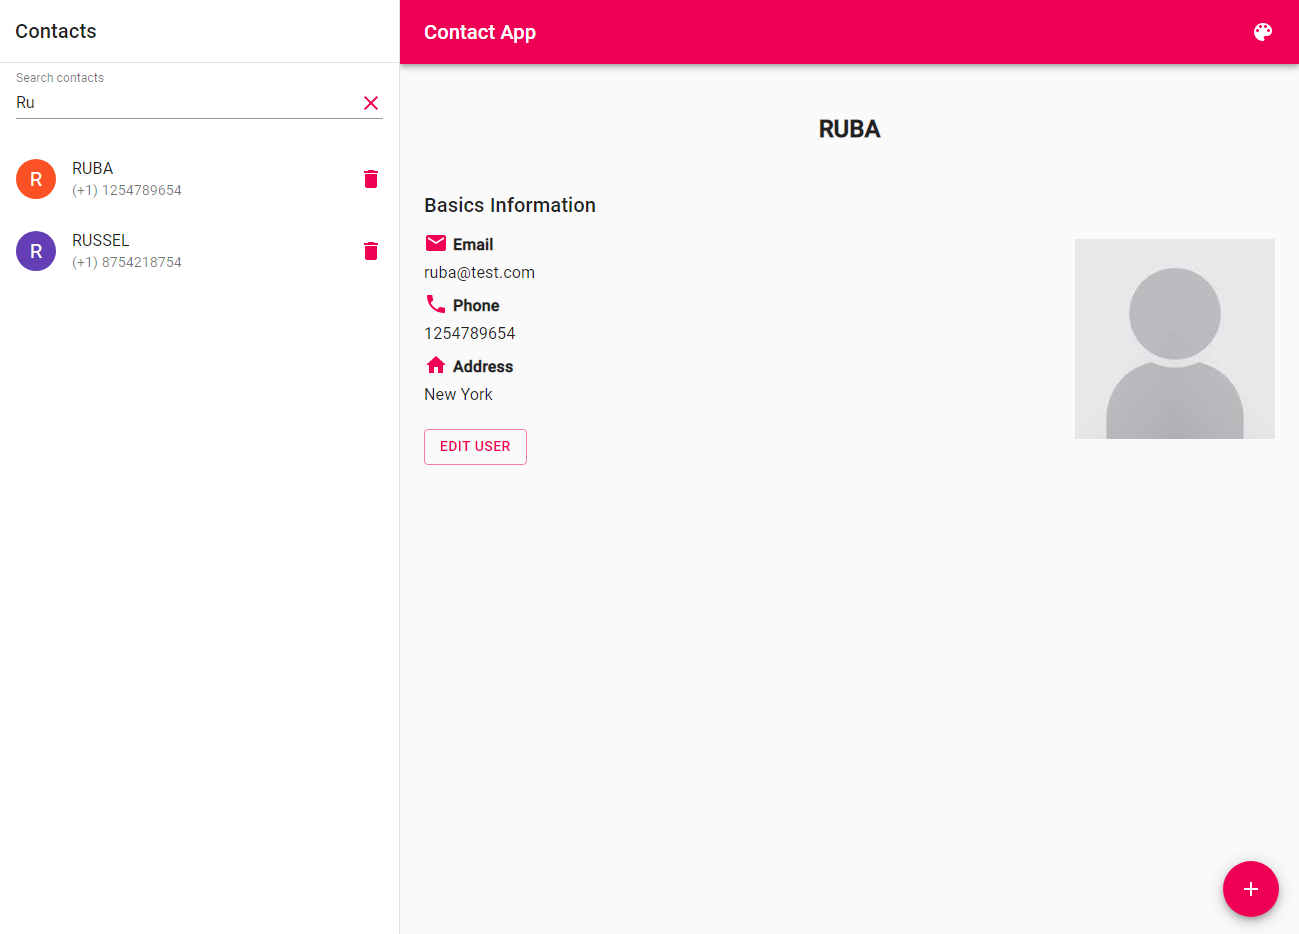 Contacts
Search contacts
Ru
R
RUBA
(+1) 1254789654
R
RUSSEL
(+1) 8754218754
Contact App
RUBA
Basics Information
Email
ruba@test.com
Phone
1254789654
Address
New York
EDIT USER